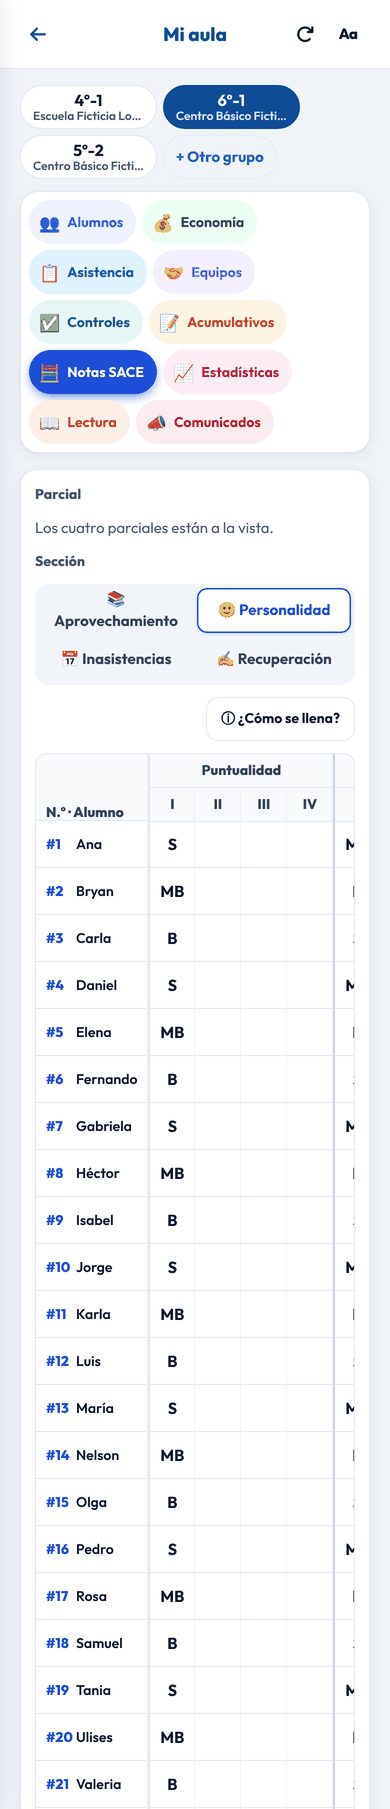 Mi aula
Aa
4°-1
Escuela Ficticia Lo...
6°-1
Centro Básico Ficti...
5°-2
Centro Básico Ficti...
+ Otro grupo
Alumnos
Economía
Asistencia
Equipos
Controles
Acumulativos
Notas SACE
Estadísticas
Lectura
Comunicados
Parcial
Los cuatro parciales están a la vista.
Sección
Aprovechamiento
Personalidad
Inasistencias
Recuperación
¿Cómo se llena?
Puntualidad
N.º · Alumno
I II III IV
#1 Ana S
#2 Bryan MB
#3 Carla B
#4 Daniel S
#5 Elena MB
#6 Fernando B
#7 Gabriela S
#8 Héctor MB
#9 Isabel B
#10 Jorge S
#11 Karla MB
#12 Luis B
#13 María S
#14 Nelson MB
#15 Olga B
#16 Pedro S
#17 Rosa MB
#18 Samuel B
#19 Tania S
#20 Ulises MB
#21 Valeria B